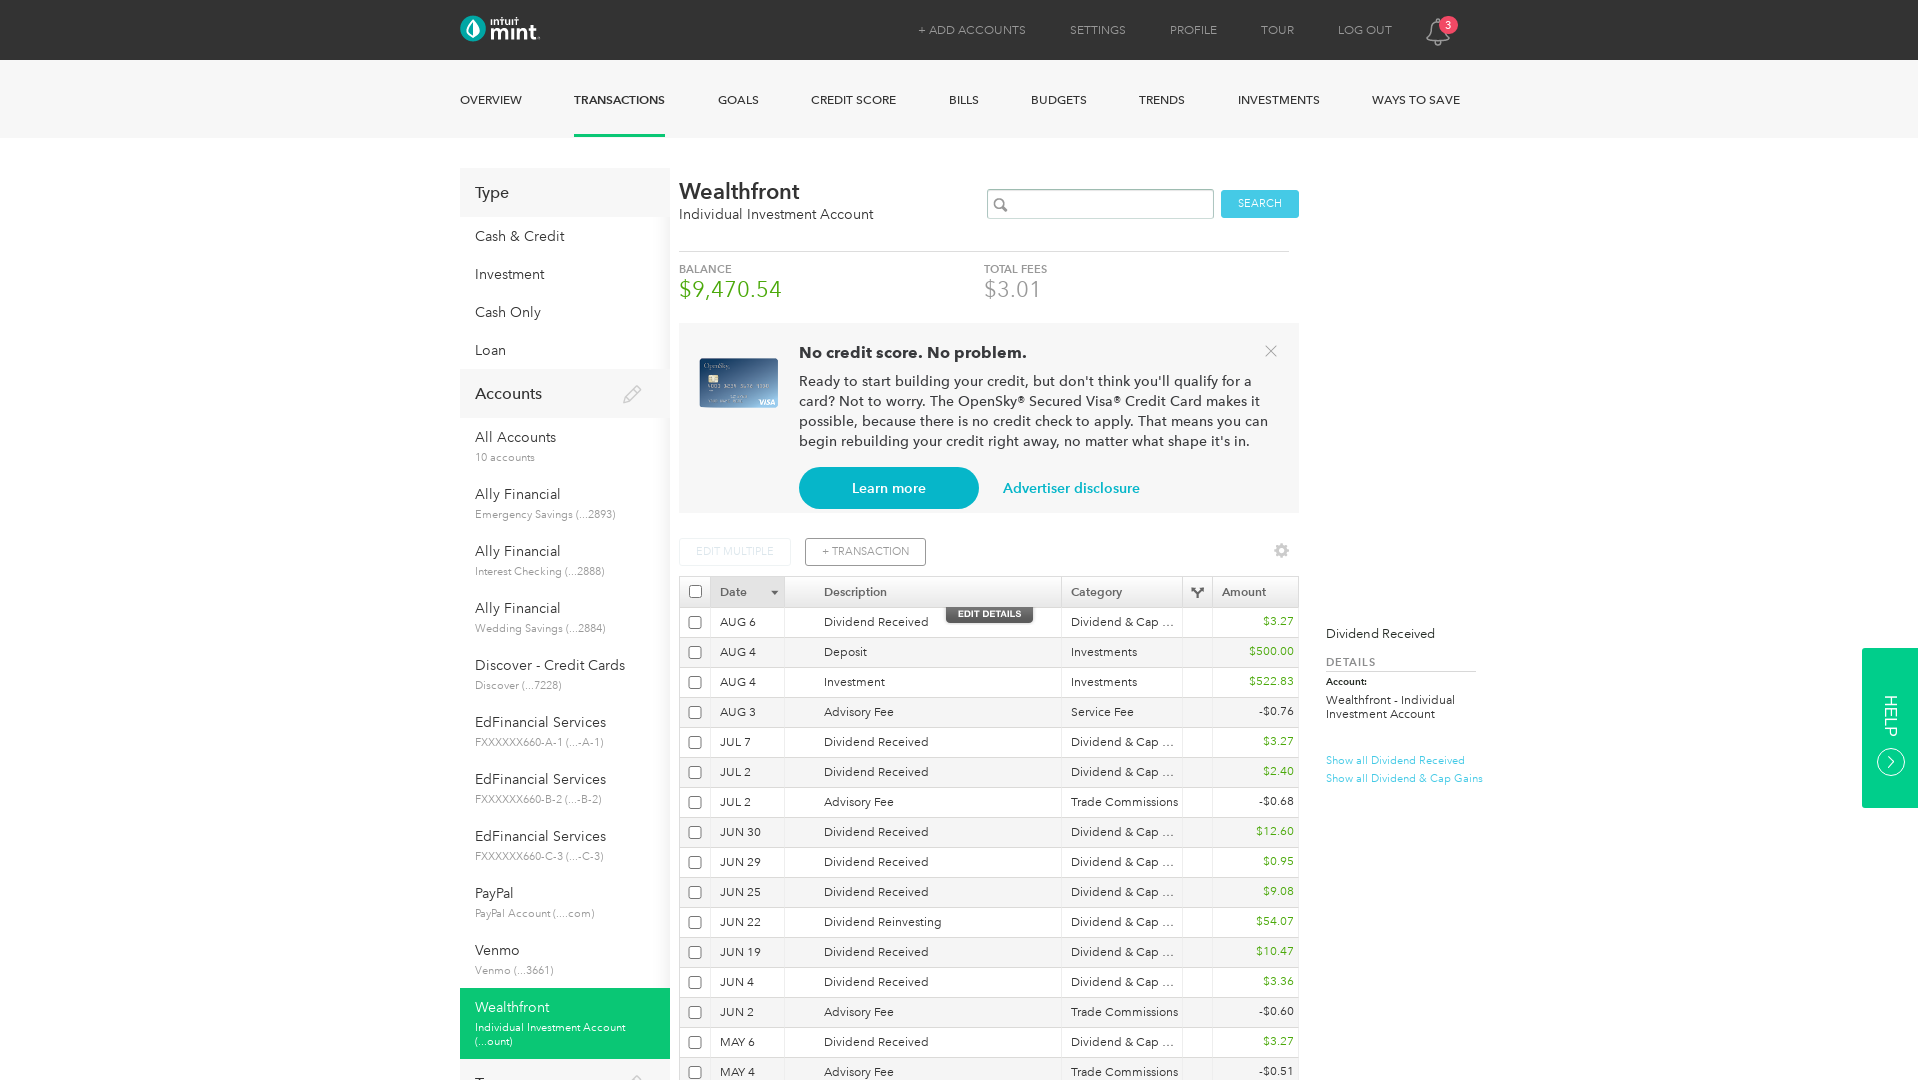 intuit
mint
+ ADD ACCOUNTS
SETTINGS
PROFILE
TOUR
LOG OUT
3
OVERVIEW
TRANSACTIONS
GOALS
CREDIT SCORE
BILLS
BUDGETS
TRENDS
INVESTMENTS
WAYS TO SAVE
Type
Cash & Credit
Investment
Cash Only
Loan
Accounts
All Accounts
10 accounts
Ally Financial
Emergency Savings (...2893)
Ally Financial
Interest Checking (...2888)
Ally Financial
Wedding Savings (...2884)
Discover - Credit Cards
Discover (...7228)
EdFinancial Services
FXXXXXX660-A-1 (...-A-1)
EdFinancial Services
FXXXXXX660-B-2 (...-B-2)
EdFinancial Services
FXXXXXX660-C-3 (...-C-3)
PayPal
PayPal Account (....com)
Venmo
Venmo (...3661)
Wealthfront
Individual Investment Account
(...ount)
Wealthfront
Individual Investment Account
SEARCH
BALANCE
$9,470.54
TOTAL FEES
$3.01
OpenSky
VISA
No credit score. No problem.
Ready to start building your credit, but don't think you'll qualify for a
card? Not to worry. The OpenSky® Secured Visa® Credit Card makes it
possible, because there is no credit check to apply. That means you can
begin rebuilding your credit right away, no matter what shape it's in.
Learn more
Advertiser disclosure
EDIT MULTIPLE
+ TRANSACTION
Date Description Category Amount
EDIT DETAILS
AUG 6 Dividend Received Dividend & Cap ... $3.27
AUG 4 Deposit Investments $500.00
AUG 4 Investment Investments $522.83
AUG 3 Advisory Fee Service Fee -$0.76
JUL 7 Dividend Received Dividend & Cap ... $3.27
JUL 2 Dividend Received Dividend & Cap ... $2.40
JUL 2 Advisory Fee Trade Commissions -$0.68
JUN 30 Dividend Received Dividend & Cap ... $12.60
JUN 29 Dividend Received Dividend & Cap ... $0.95
JUN 25 Dividend Received Dividend & Cap ... $9.08
JUN 22 Dividend Reinvesting Dividend & Cap ... $54.07
JUN 19 Dividend Received Dividend & Cap ... $10.47
JUN 4 Dividend Received Dividend & Cap ... $3.36
JUN 2 Advisory Fee Trade Commissions -$0.60
MAY 6 Dividend Received Dividend & Cap ... $3.27
MAY 4 Advisory Fee Trade Commissions -$0.51
Dividend Received
DETAILS
Account:
Wealthfront - Individual
Investment Account
Show all Dividend Received
Show all Dividend & Cap Gains
HELP